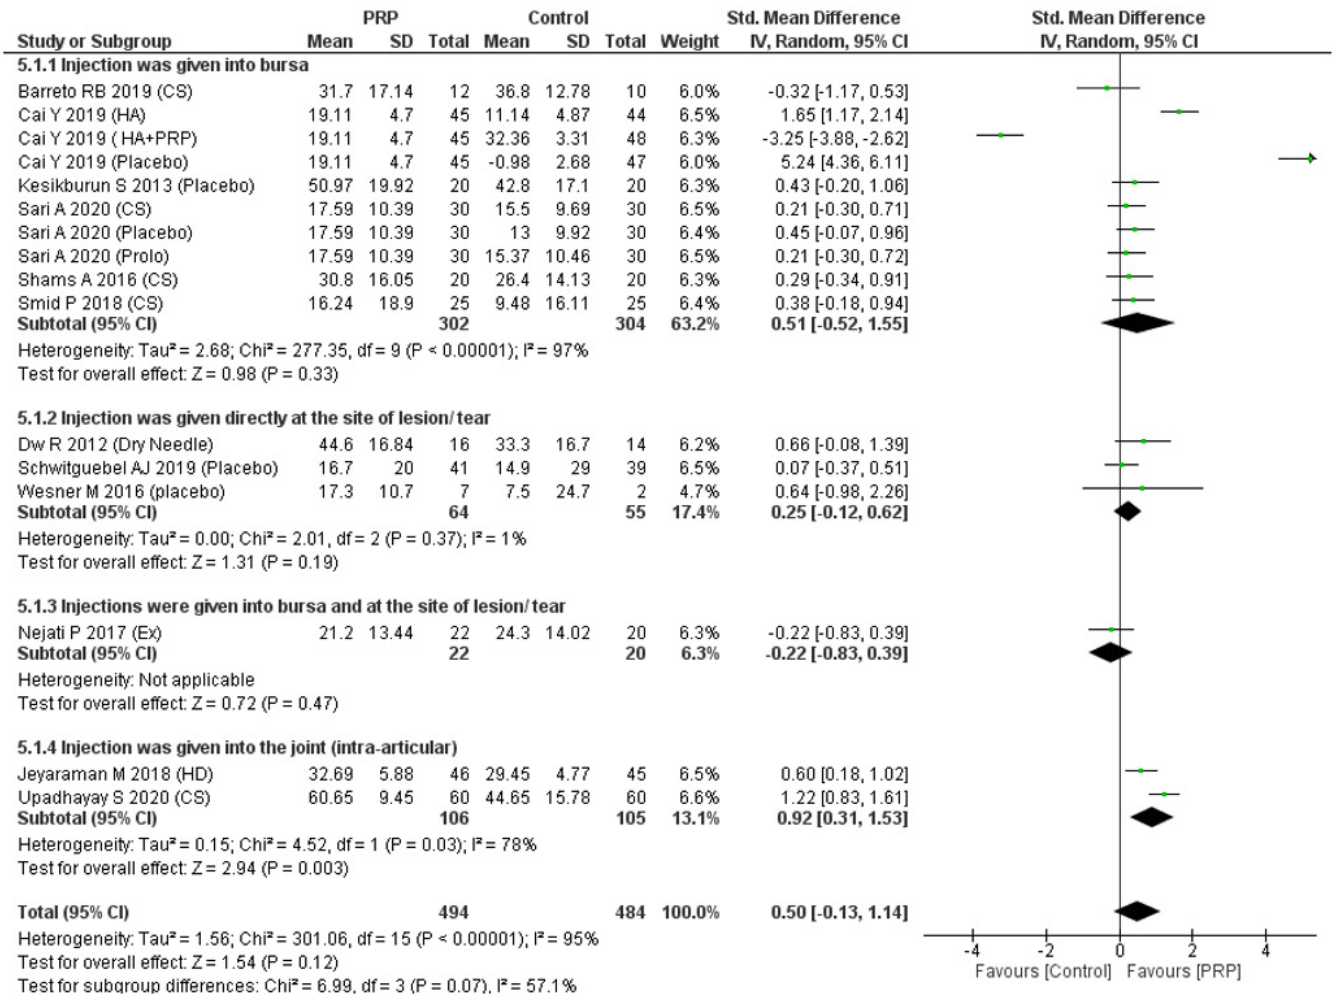 PRP Control Std. Mean Difference Std. Mean Difference
Study or Subgroup Mean SD Total Mean SD Total Weight IV, Random, 95% CI IV, Random, 95% CI
5.1.1 Injection was given into bursa
Barreto RB 2019 (CS) 31.7 17.14 12 36.8 12.78 10 6.0% -0.32 [-1.17, 0.53]
Cai Y 2019 (HA) 19.11 4.7 45 11.14 4.87 44 6.5% 1.65 [1.17, 2.14]
Cai Y 2019 ( HA+PRP) 19.11 4.7 45 32.36 3.31 48 6.3% -3.25 [-3.88, -2.62]
Cai Y 2019 (Placebo) 19.11 4.7 45 -0.98 2.68 47 6.0% 5.24 [4.36, 6.11]
Kesikburun S 2013 (Placebo) 50.97 19.92 20 42.8 17.1 20 6.3% 0.43 [-0.20, 1.06]
Sari A 2020 (CS) 17.59 10.39 30 15.5 9.69 30 6.5% 0.21 [-0.30, 0.71]
Sari A 2020 (Placebo) 17.59 10.39 30 13 9.92 30 6.4% 0.45 [-0.07, 0.96]
Sari A 2020 (Prolo) 17.59 10.39 30 15.37 10.46 30 6.5% 0.21 [-0.30, 0.72]
Shams A 2016 (CS) 30.8 16.05 20 26.4 14.13 20 6.3% 0.29 [-0.34, 0.91]
Smid P 2018 (CS) 16.24 18.9 25 9.48 16.11 25 6.4% 0.38 [-0.18, 0.94]
Subtotal (95% CI) 302 304 63.2% 0.51 [-0.52, 1.55]
Heterogeneity: Tau² = 2.68; Chi² = 277.35, df = 9 (P < 0.00001); I² = 97%
Test for overall effect: Z = 0.98 (P = 0.33)
5.1.2 Injection was given directly at the site of lesion/ tear
Dw R 2012 (Dry Needle) 44.6 16.84 16 33.3 16.7 14 6.2% 0.66 [-0.08, 1.39]
Schwitguebel AJ 2019 (Placebo) 16.7 20 41 14.9 29 39 6.5% 0.07 [-0.37, 0.51]
Wesner M 2016 (placebo) 17.3 10.7 7 7.5 24.7 2 4.7% 0.64 [-0.98, 2.26]
Subtotal (95% CI) 64 55 17.4% 0.25 [-0.12, 0.62]
Heterogeneity: Tau² = 0.00; Chi² = 2.01, df = 2 (P = 0.37); I² = 1%
Test for overall effect: Z = 1.31 (P = 0.19)
5.1.3 Injections were given into bursa and at the site of lesion/ tear
Nejati P 2017 (Ex) 21.2 13.44 22 24.3 14.02 20 6.3% -0.22 [-0.83, 0.39]
Subtotal (95% CI) 22 20 6.3% -0.22 [-0.83, 0.39]
Heterogeneity: Not applicable
Test for overall effect: Z = 0.72 (P = 0.47)
5.1.4 Injection was given into the joint (intra-articular)
Jeyaraman M 2018 (HD) 32.69 5.88 46 29.45 4.77 45 6.5% 0.60 [0.18, 1.02]
Upadhayay S 2020 (CS) 60.65 9.45 60 44.65 15.78 60 6.6% 1.22 [0.83, 1.61]
Subtotal (95% CI) 106 105 13.1% 0.92 [0.31, 1.53]
Heterogeneity: Tau² = 0.15; Chi² = 4.52, df = 1 (P = 0.03); I² = 78%
Test for overall effect: Z = 2.94 (P = 0.003)
Total (95% CI) 494 484 100.0% 0.50 [-0.13, 1.14]
Heterogeneity: Tau² = 1.56; Chi² = 301.06, df = 15 (P < 0.00001); I² = 95%
Test for overall effect: Z = 1.54 (P = 0.12)
Test for subgroup differences: Chi² = 6.99, df = 3 (P = 0.07), I² = 57.1%
-4 -2 0 2 4
Favours [Control] Favours [PRP]